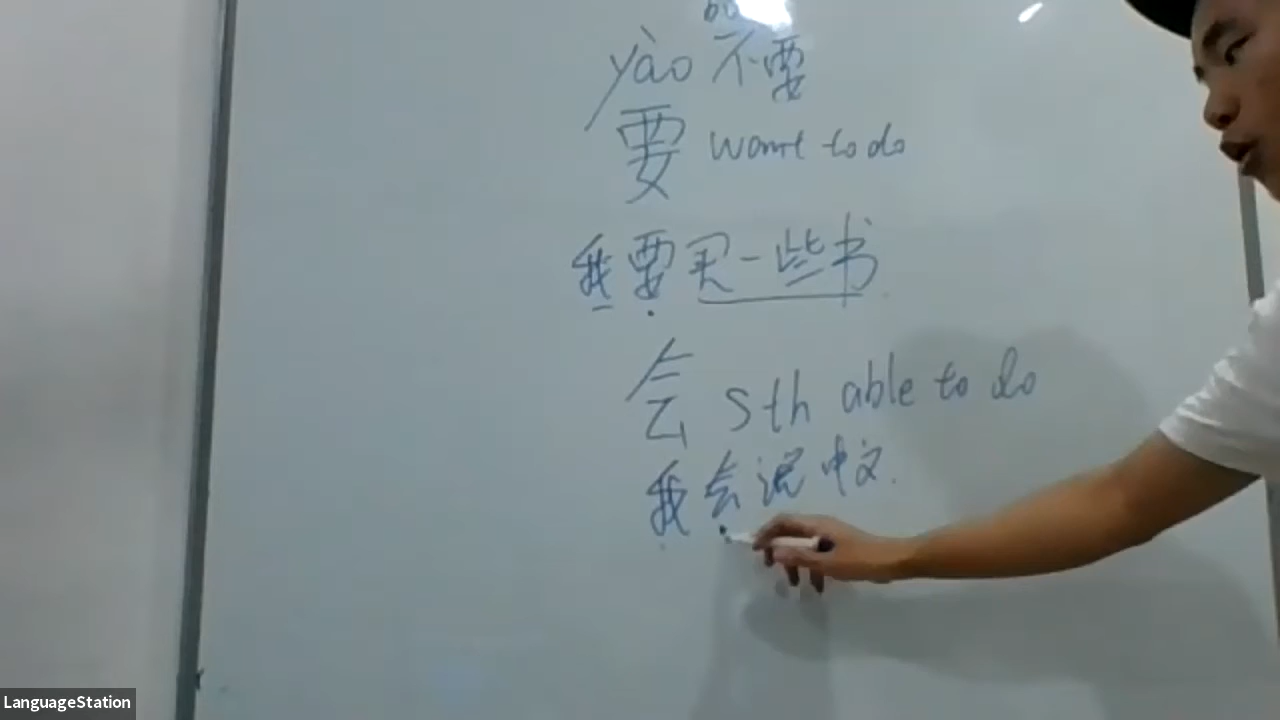 bù
yào 不要
要 want to do
我要买一些书
会 sth able to do
我会说中文.
LanguageStation